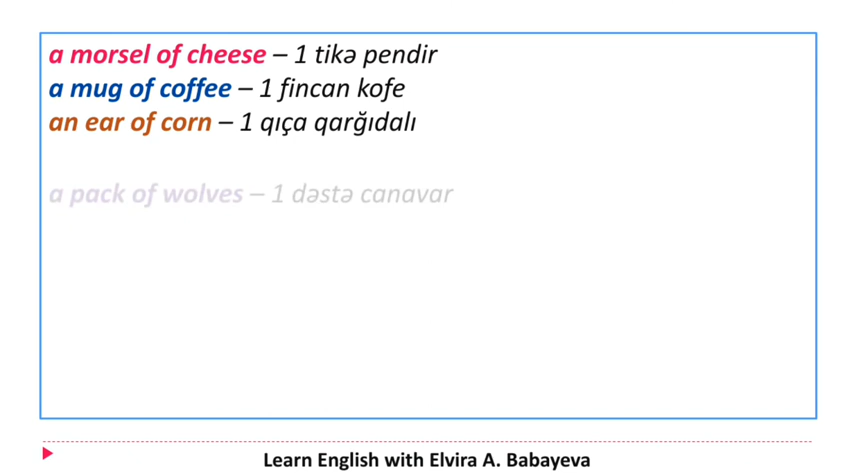 a morsel of cheese – 1 tikə pendir
a mug of coffee – 1 fincan kofe
an ear of corn – 1 qıça qarğıdalı
a pack of wolves – 1 dəstə canavar
Learn English with Elvira A. Babayeva